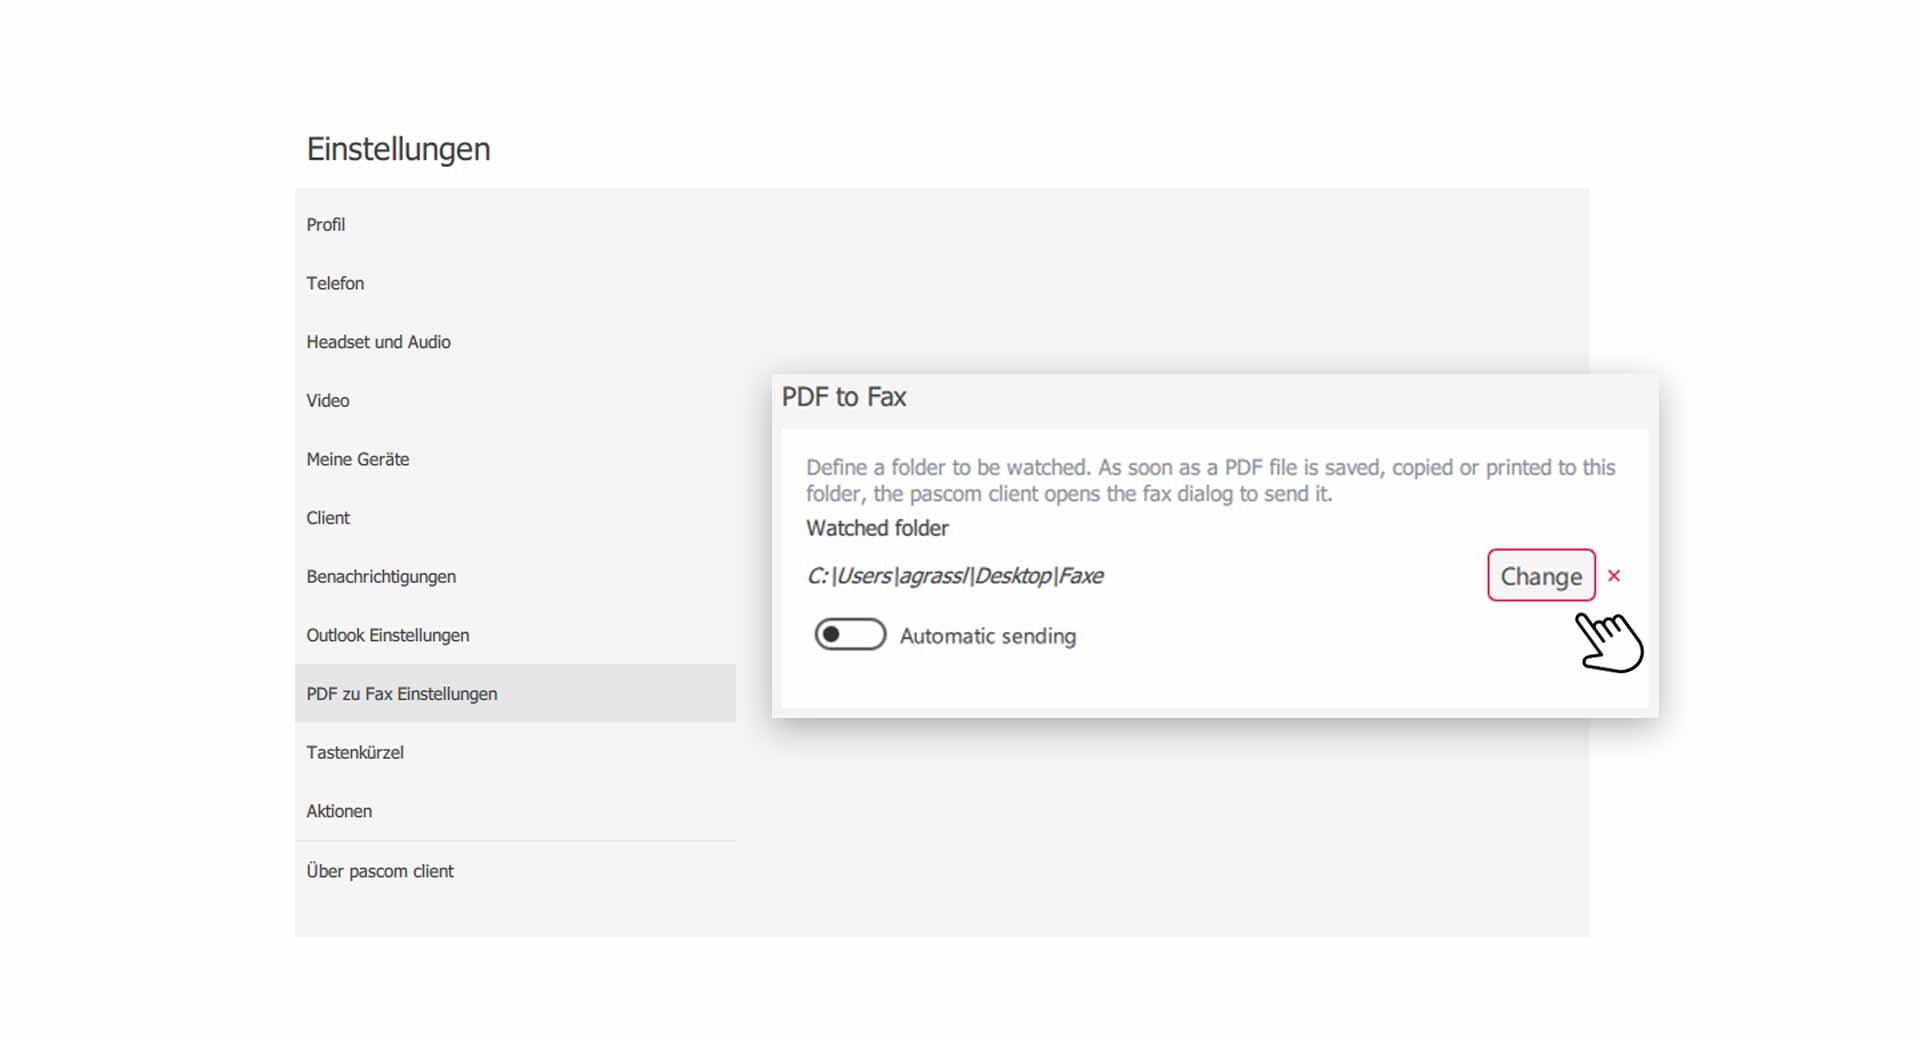 Einstellungen
Profil
Telefon
Headset und Audio
Video
Meine Geräte
Client
Benachrichtigungen
Outlook Einstellungen
PDF zu Fax Einstellungen
Tastenkürzel
Aktionen
Über pascom client
PDF to Fax
Define a folder to be watched. As soon as a PDF file is saved, copied or printed to this
folder, the pascom client opens the fax dialog to send it.
Watched folder
C:\Users\agrassl\Desktop\Faxe
Change ×
Automatic sending